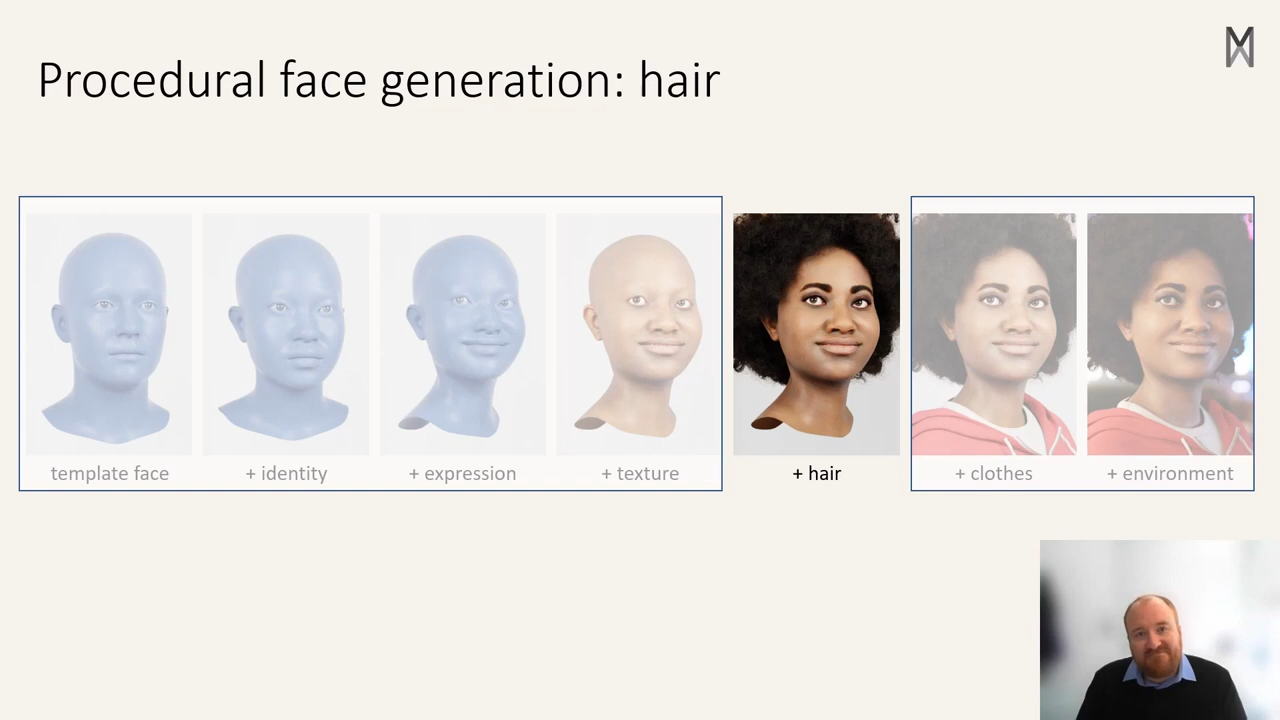 Procedural face generation: hair
template face
+ identity
+ expression
+ texture
+ hair
+ clothes
+ environment